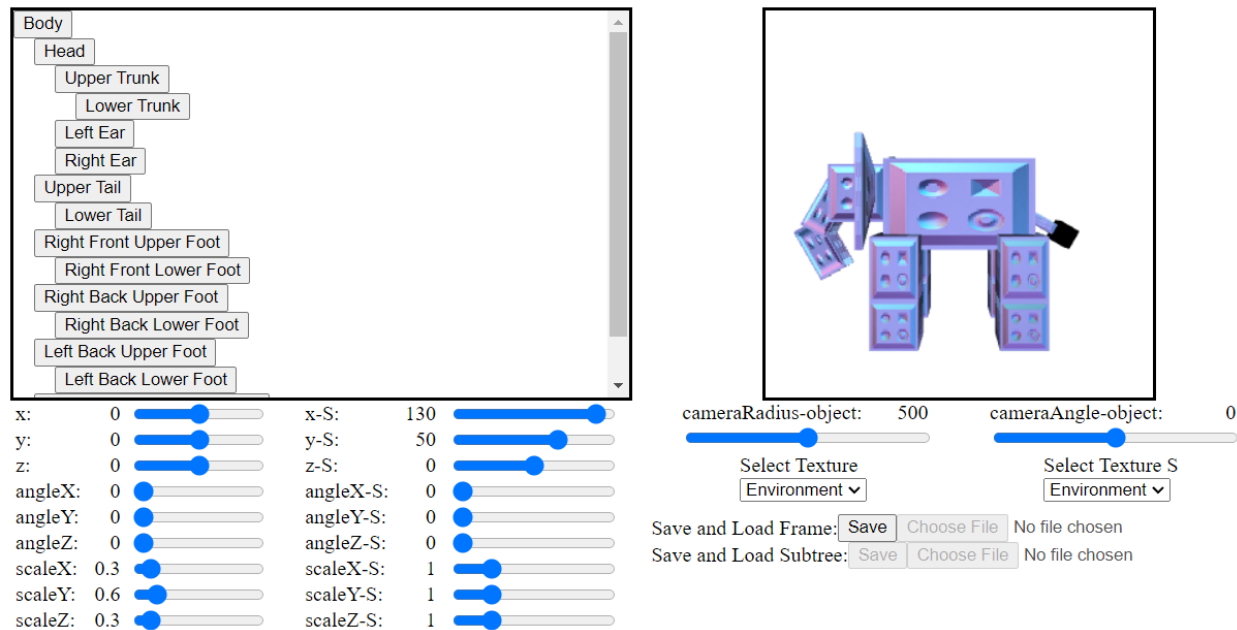 Body
Head
Upper Trunk
Lower Trunk
Left Ear
Right Ear
Upper Tail
Lower Tail
Right Front Upper Foot
Right Front Lower Foot
Right Back Upper Foot
Right Back Lower Foot
Left Back Upper Foot
Left Back Lower Foot
x: 0 x-S: 130
y: 0 y-S: 50
z: 0 z-S: 0
angleX: 0 angleX-S: 0
angleY: 0 angleY-S: 0
angleZ: 0 angleZ-S: 0
scaleX: 0.3 scaleX-S: 1
scaleY: 0.6 scaleY-S: 1
scaleZ: 0.3 scaleZ-S: 1
cameraRadius-object: 500 cameraAngle-object: 0
Select Texture Select Texture S
Environment Environment
Save and Load Frame: Save Choose File No file chosen
Save and Load Subtree: Save Choose File No file chosen